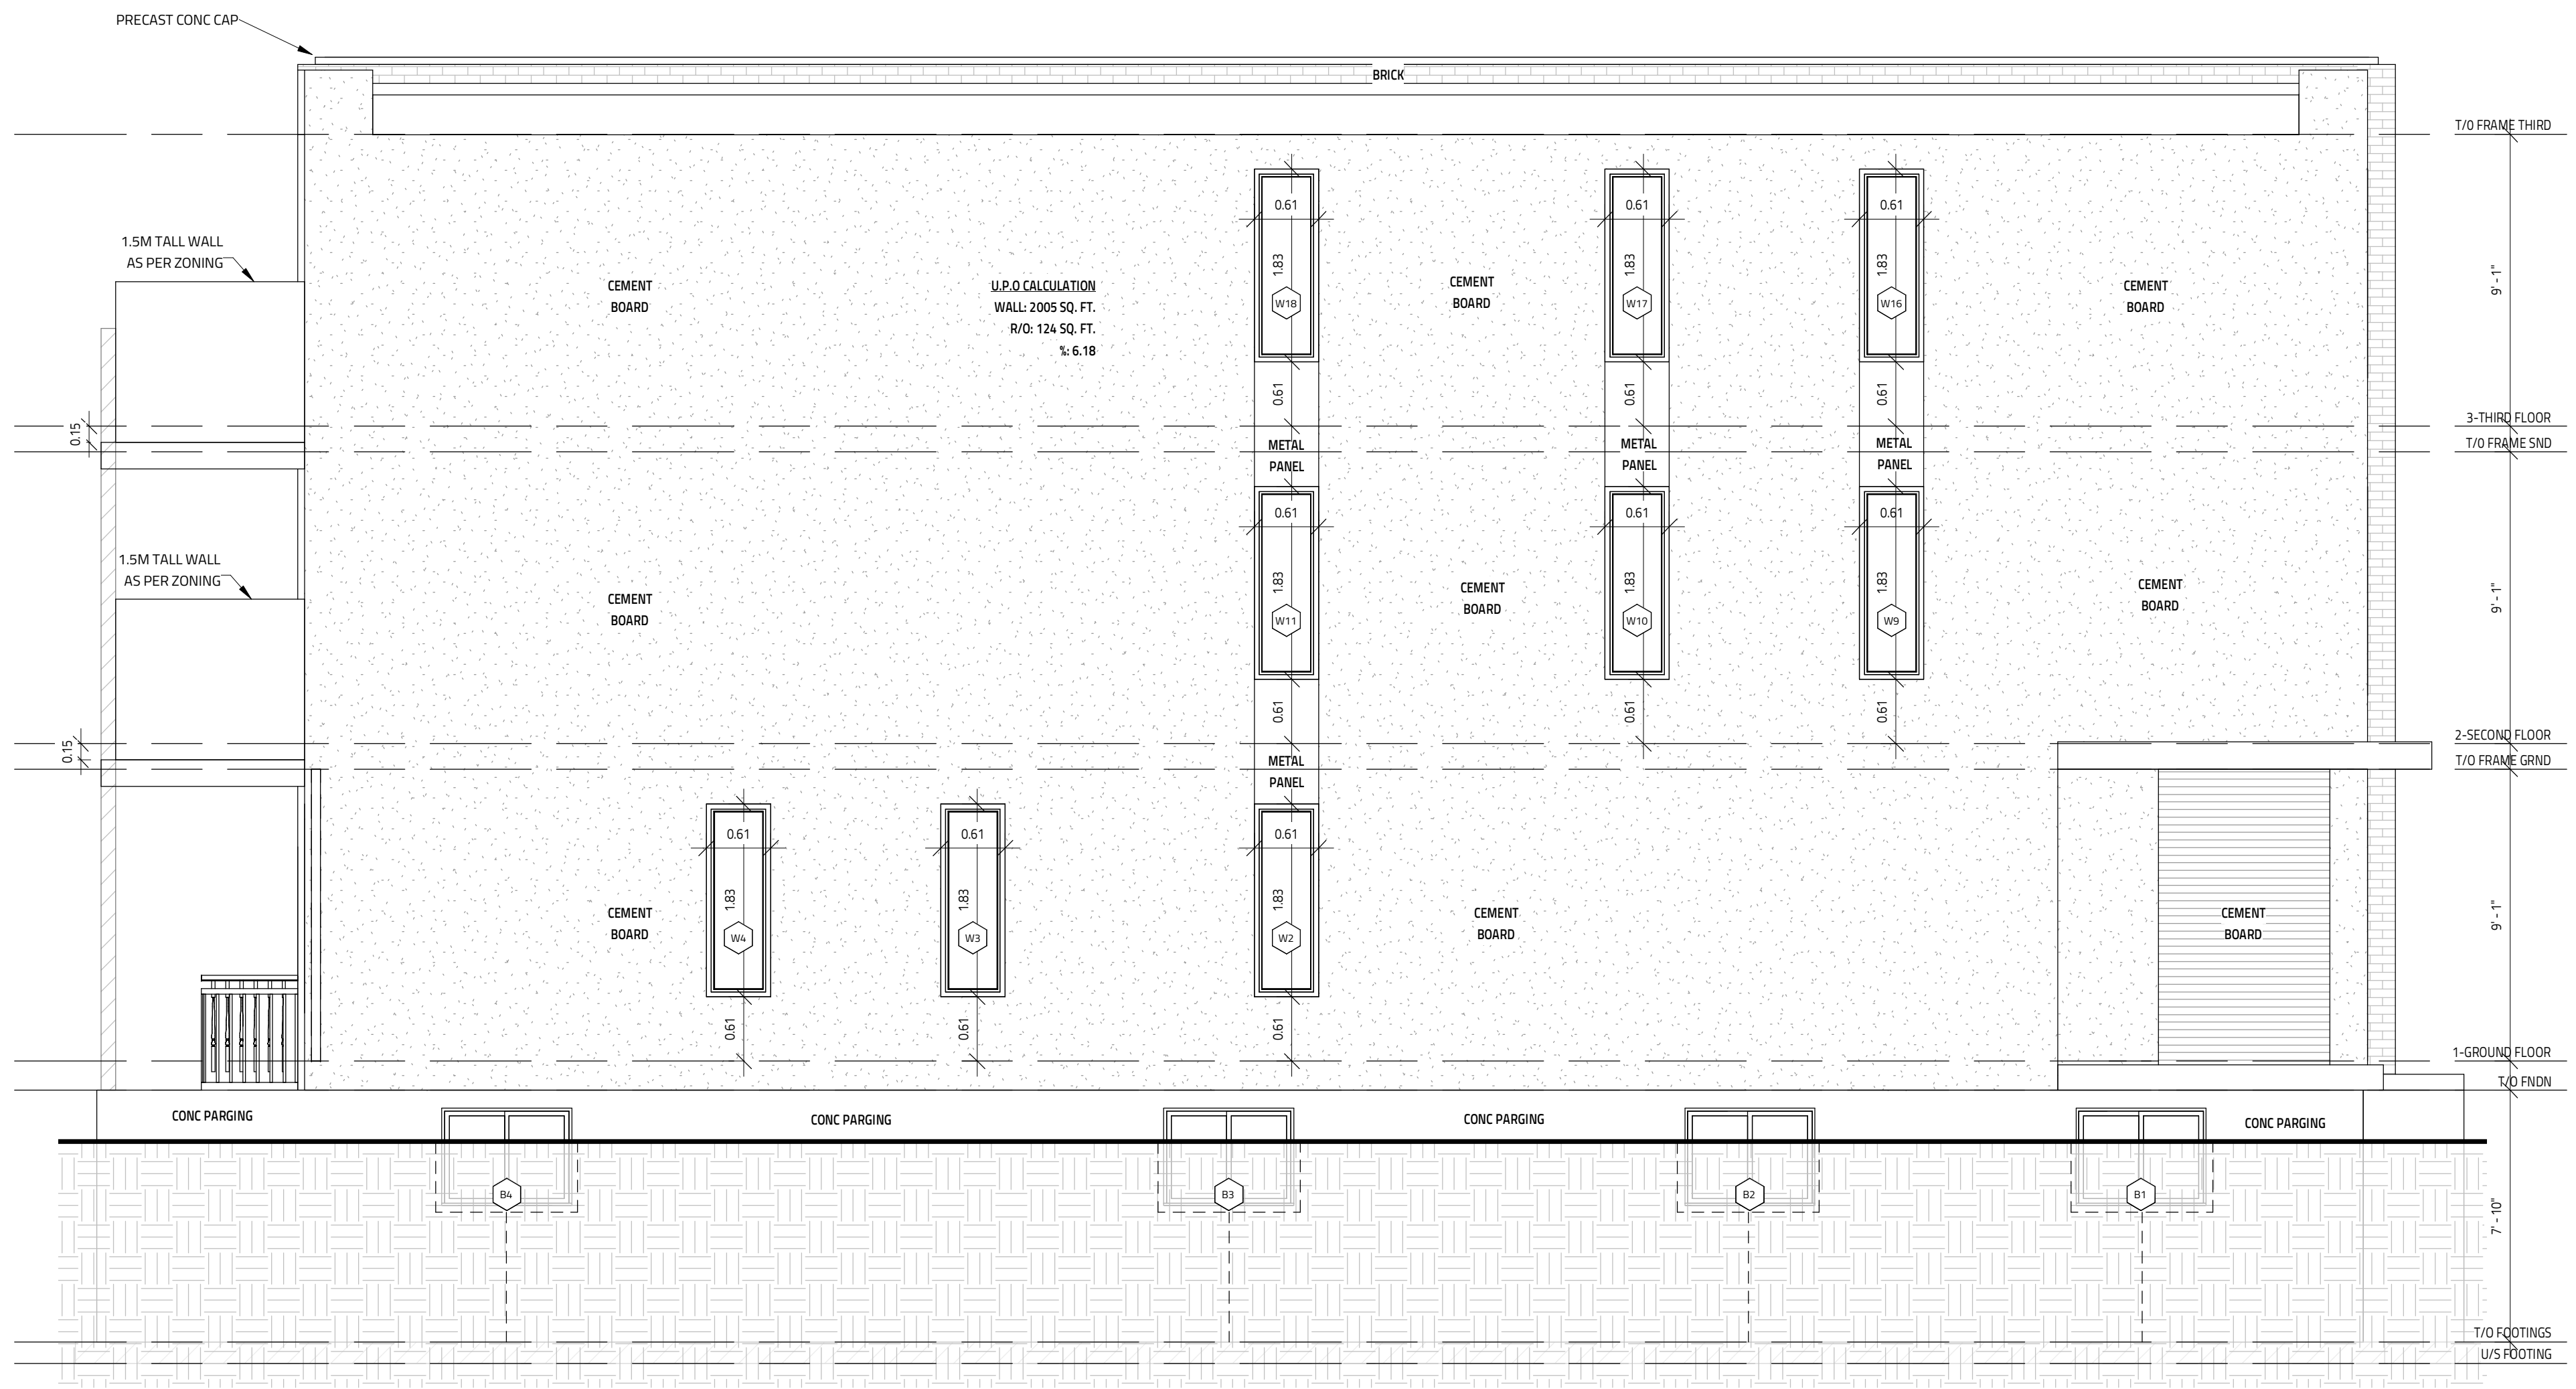 PRECAST CONC CAP
BRICK
T/O FRAME THIRD
1.5M TALL WALL
AS PER ZONING
CEMENT
BOARD
U.P.O CALCULATION
WALL: 2005 SQ. FT.
R/O: 124 SQ. FT.
%: 6.18
0.61
1.83
W18
0.61
CEMENT
BOARD
0.61
1.83
W17
0.61
0.61
1.83
W16
0.61
CEMENT
BOARD
9' - 1"
0.15
3-THIRD FLOOR
T/O FRAME SND
METAL
PANEL
METAL
PANEL
METAL
PANEL
1.5M TALL WALL
AS PER ZONING
CEMENT
BOARD
0.61
1.83
W11
0.61
CEMENT
BOARD
0.61
1.83
W10
0.61
0.61
1.83
W9
0.61
CEMENT
BOARD
9' - 1"
0.15
2-SECOND FLOOR
T/O FRAME GRND
METAL
PANEL
CEMENT
BOARD
0.61
1.83
W4
0.61
0.61
1.83
W3
0.61
0.61
1.83
W2
0.61
CEMENT
BOARD
CEMENT
BOARD
9' - 1"
1-GROUND FLOOR
T/O FNDN
CONC PARGING
CONC PARGING
CONC PARGING
CONC PARGING
B4
B3
B2
B1
7' - 10"
T/O FOOTINGS
U/S FOOTING